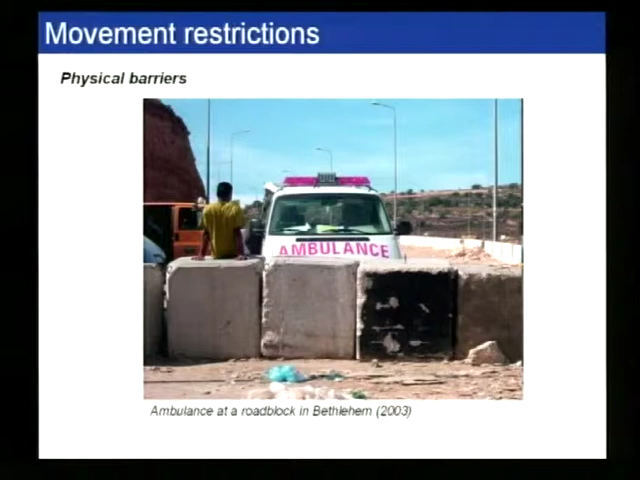 Movement restrictions
Physical barriers
AMBULANCE
Ambulance at a roadblock in Bethlehem (2003)